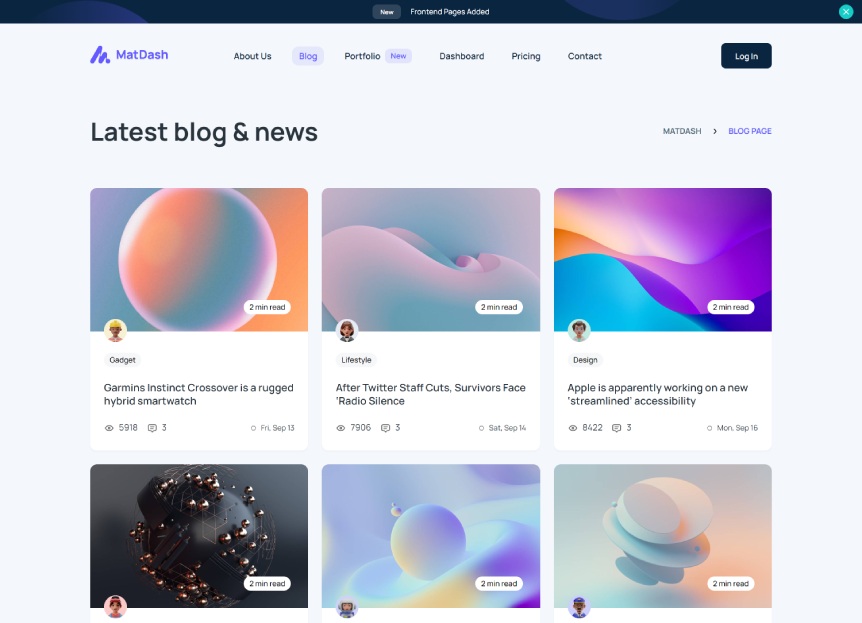 New Frontend Pages Added
MatDash
About Us Blog Portfolio New Dashboard Pricing Contact
Log In
Latest blog & news
MATDASH > BLOG PAGE
2 min read
2 min read
2 min read
Gadget
Lifestyle
Design
Garmins Instinct Crossover is a rugged
hybrid smartwatch
After Twitter Staff Cuts, Survivors Face
‘Radio Silence
Apple is apparently working on a new
‘streamlined’ accessibility
5918 3 Fri, Sep 13
7906 3 Sat, Sep 14
8422 3 Mon, Sep 16
2 min read
2 min read
2 min read